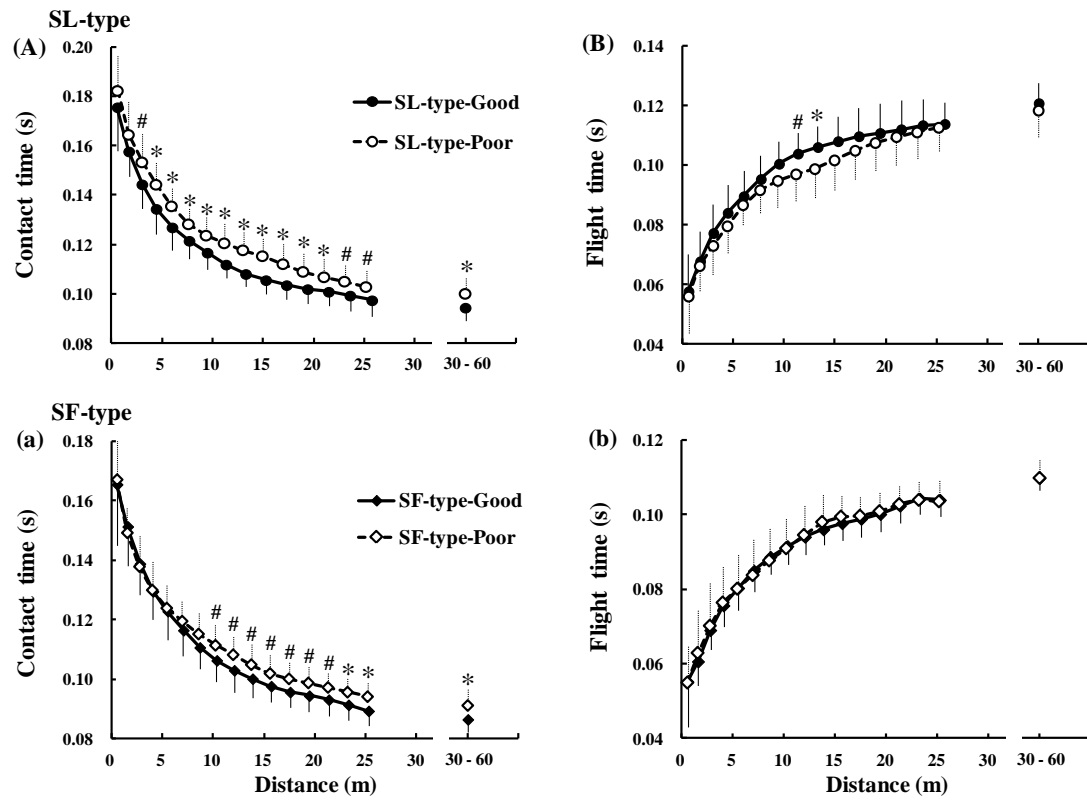 SL-type
(A)
Contact time (s)
0.20
0.18
0.16
0.14
0.12
0.10
0.08
# * * * * * * * * * * # # *
SL-type-Good
SL-type-Poor
0 5 10 15 20 25 30 30 - 60
(B)
Flight time (s)
0.14
0.12
0.10
0.08
0.06
0.04
# *
0 5 10 15 20 25 30 30 - 60
SF-type
(a)
Contact time (s)
0.18
0.16
0.14
0.12
0.10
0.08
# # # # # # # * * *
SF-type-Good
SF-type-Poor
0 5 10 15 20 25 30 30 - 60
Distance (m)
(b)
Flight time (s)
0.12
0.10
0.08
0.06
0.04
0 5 10 15 20 25 30 30 - 60
Distance (m)